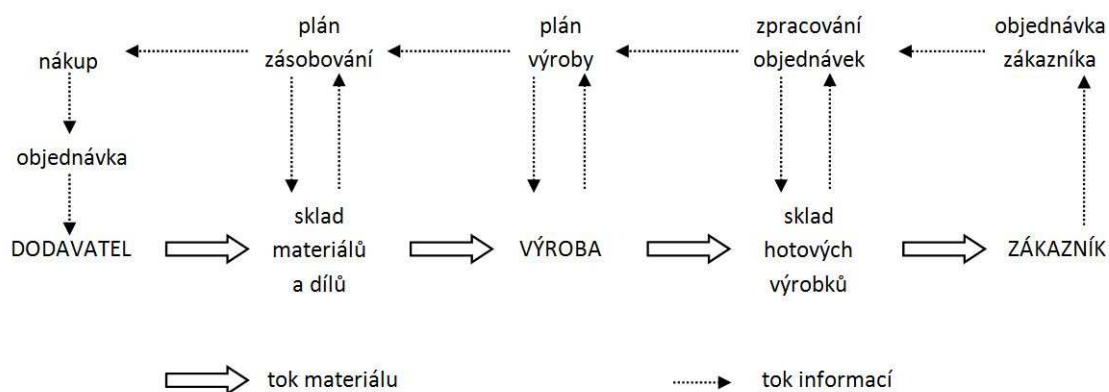 nákup
plán
zásobování
plán
výroby
zpracování
objednávek
objednávka
zákazníka
objednávka
DODAVATEL
sklad
materiálů
a dílů
VÝROBA
sklad
hotových
výrobků
ZÁKAZNÍK
tok materiálu
tok informací